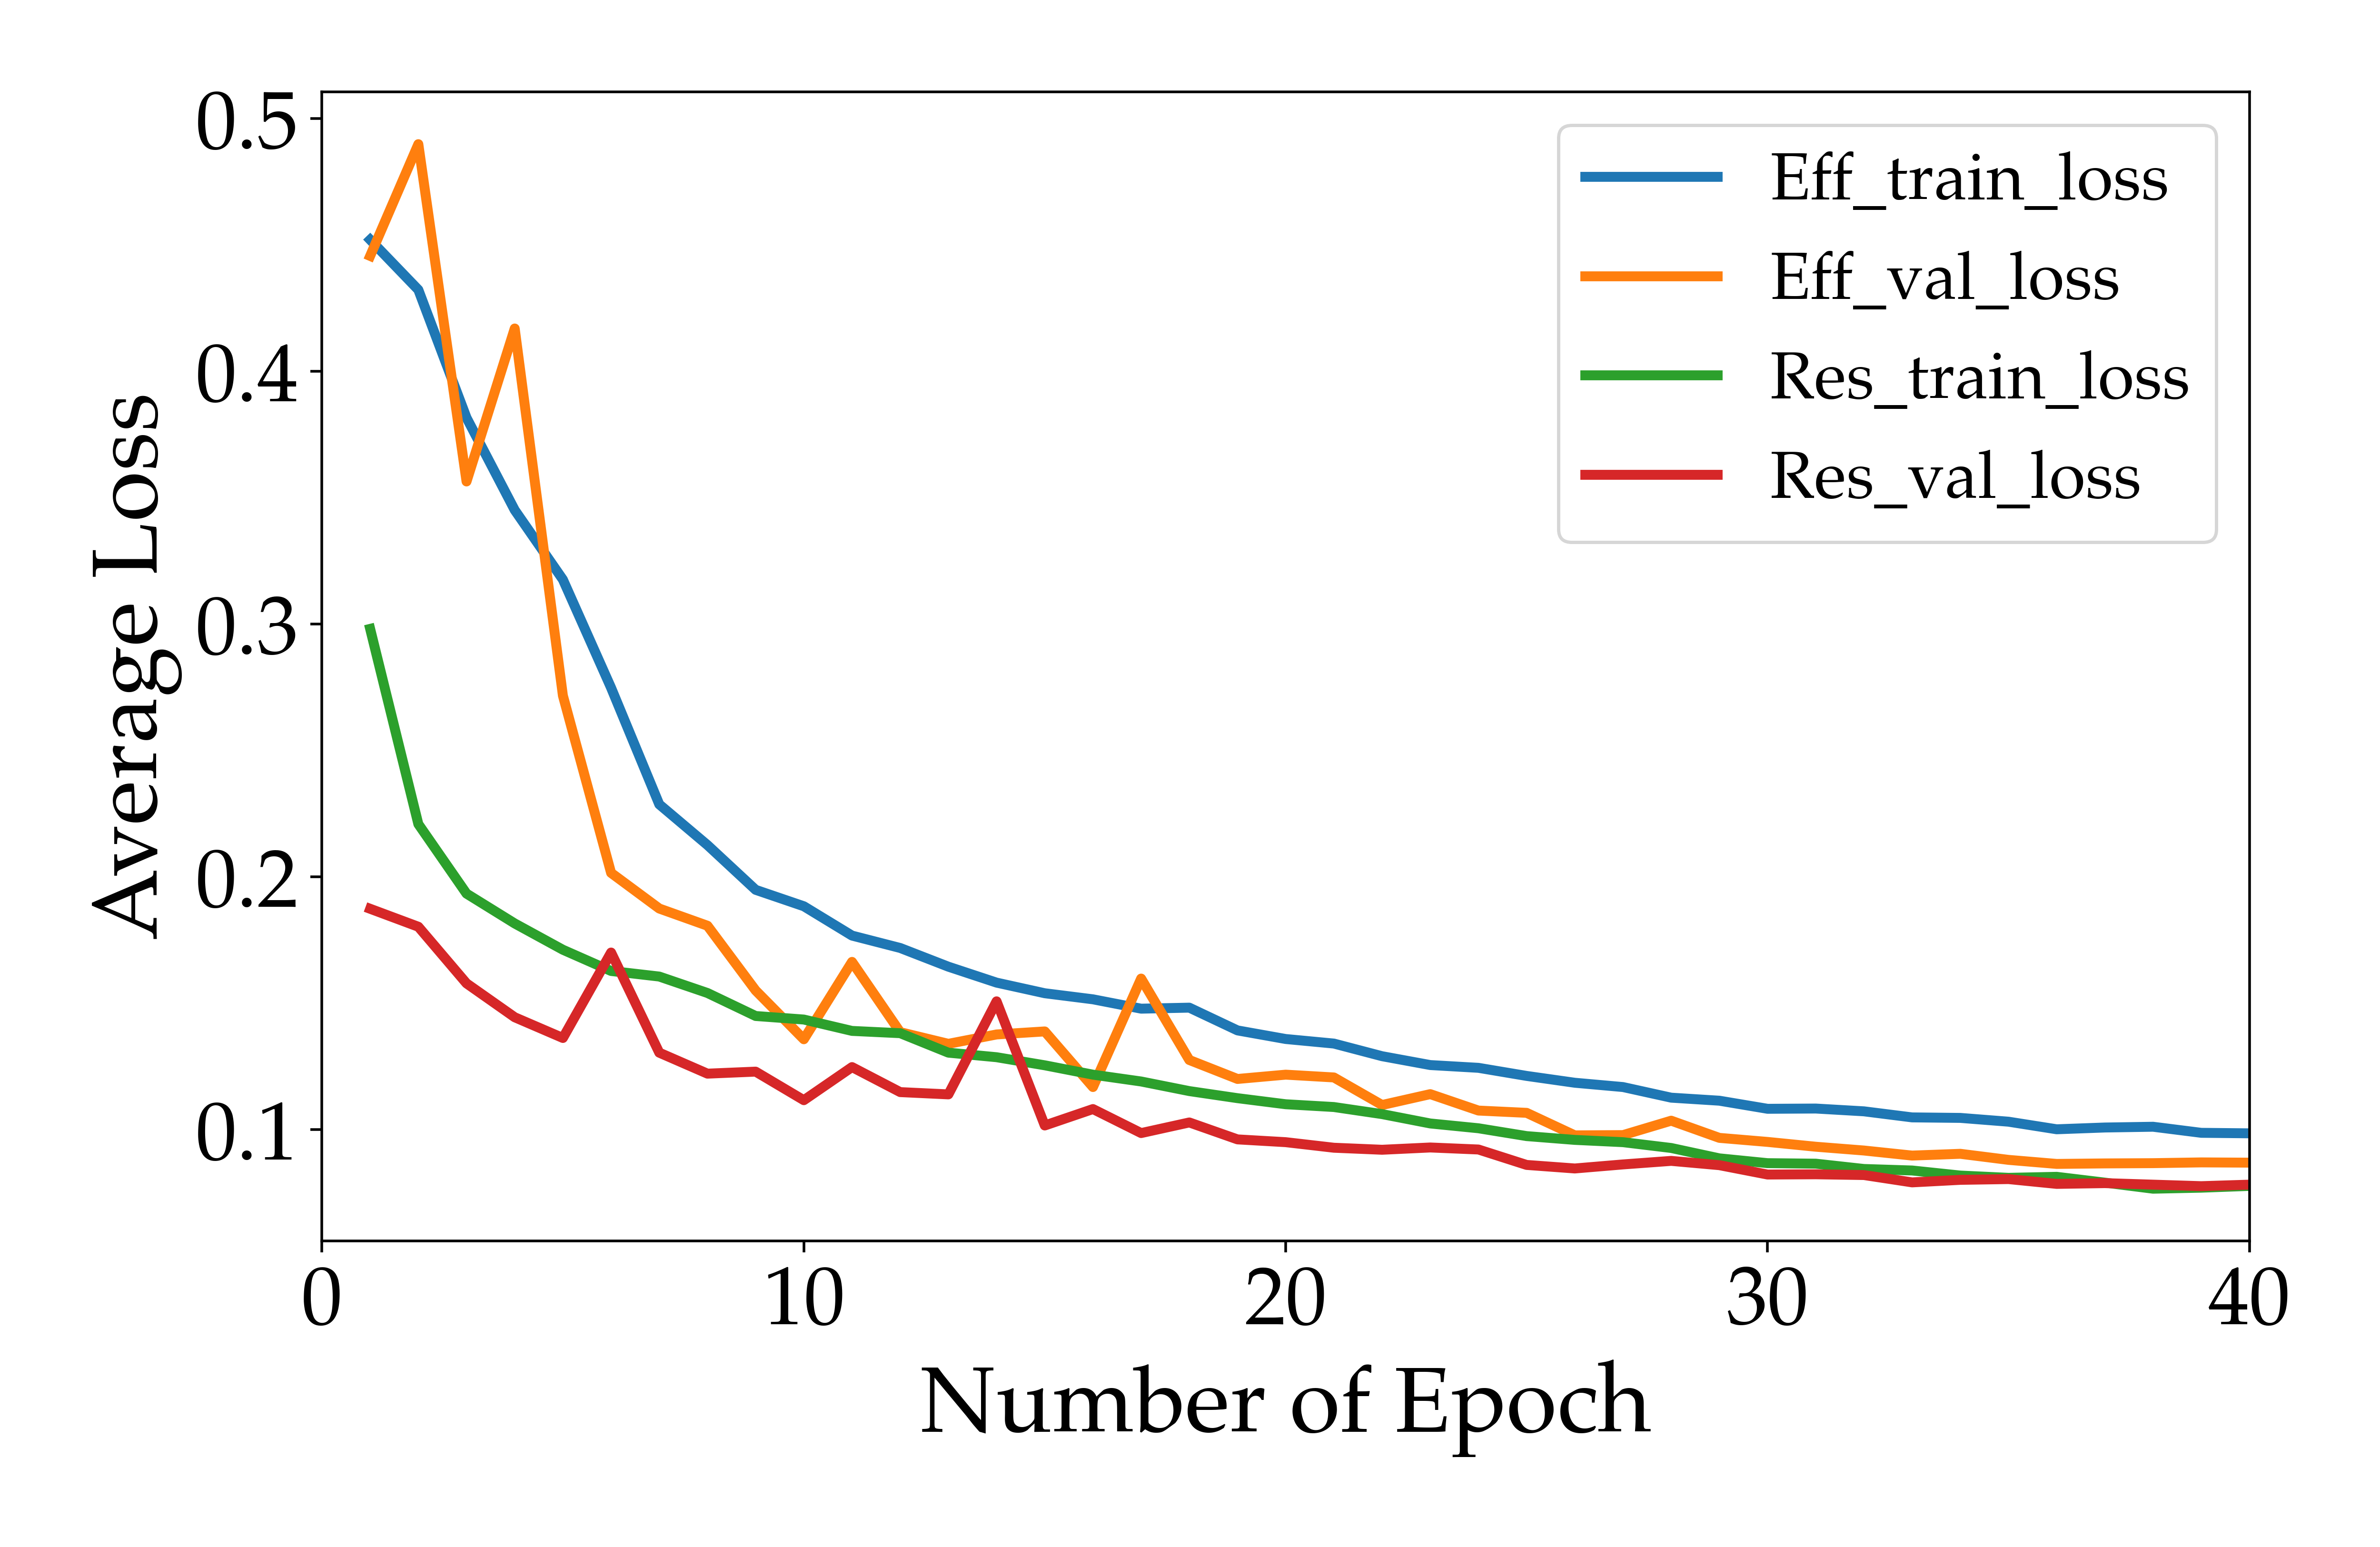 0.5
0.4
0.3
0.2
0.1
Average Loss
Eff_train_loss
Eff_val_loss
Res_train_loss
Res_val_loss
0 10 20 30 40
Number of Epoch